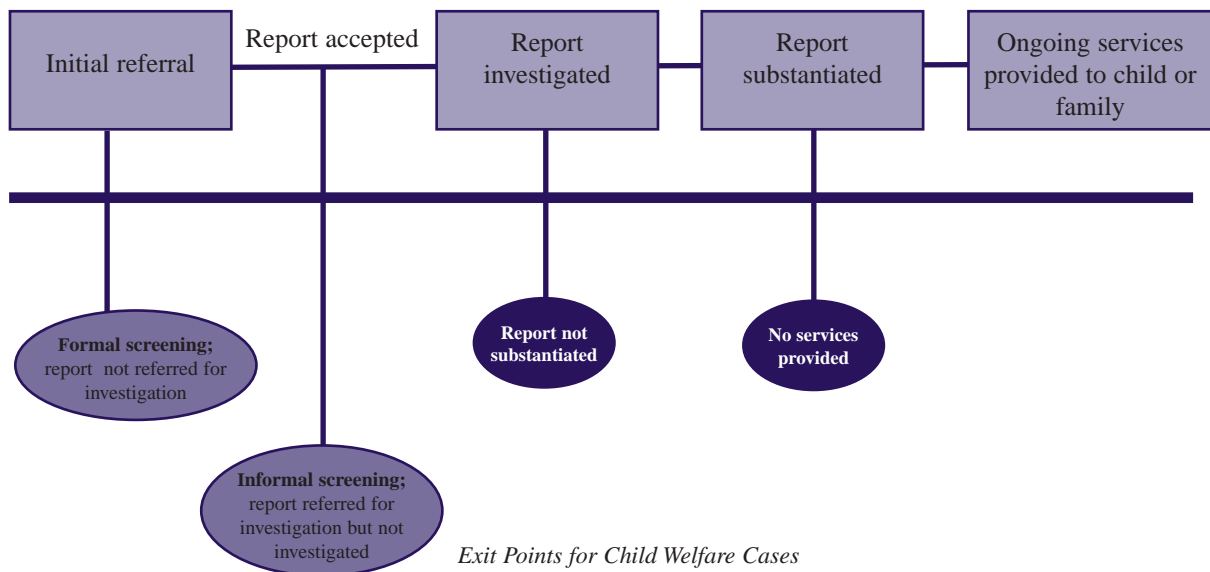 Initial referral
Report accepted
Report
investigated
Report
substantiated
Ongoing services
provided to child or
family
Formal screening;
report not referred for
investigation
Informal screening;
report referred for
investigation but not
investigated
Report not
substantiated
No services
provided
Exit Points for Child Welfare Cases